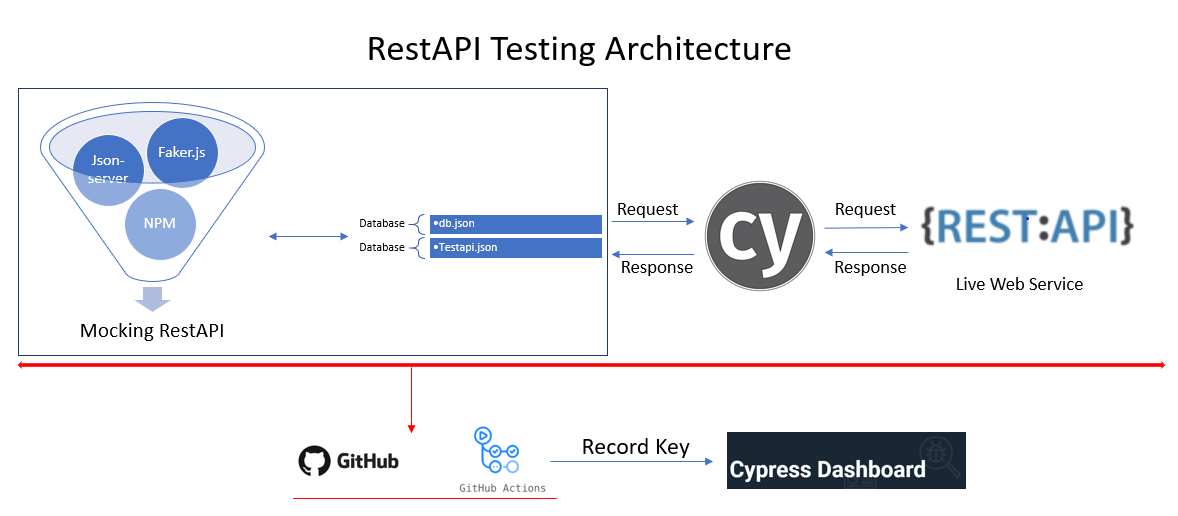 RestAPI Testing Architecture
Json-
server
Faker.js
NPM
Mocking RestAPI
Database
•db.json
Database
•Testapi.json
Request
Response
cy
Request
Response
{REST:API}
Live Web Service
GitHub
GitHub Actions
Record Key
Cypress Dashboard